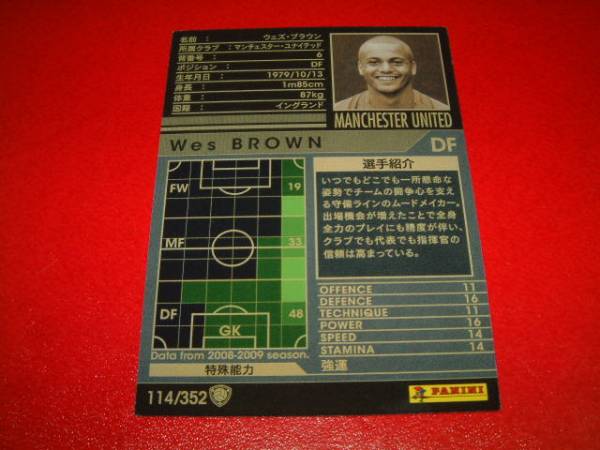 名前 : ウェズ・ブラウン
所属クラブ : マンチェスター・ユナイテッド
背番号 : 6
ポジション : DF
生年月日 : 1979/10/13
身長 : 1m85cm
体重 : 87kg
国籍 : イングランド
MANCHESTER UNITED
Wes BROWN
DF
FW 19
MF 33
DF 48
GK
Data from 2008-2009 season.
特殊能力
選手紹介
いつでもどこでも一所懸命な
姿勢でチームの闘争心を支え
る守備ラインのムードメイカー。
出場機会が増えたことで全身
全力のプレイにも精度が伴い、
クラブでも代表でも指揮官の
信頼は高まっている。
OFFENCE 11
DEFENCE 16
TECHNIQUE 11
POWER 16
SPEED 14
STAMINA 14
強運
114/352
PANINI